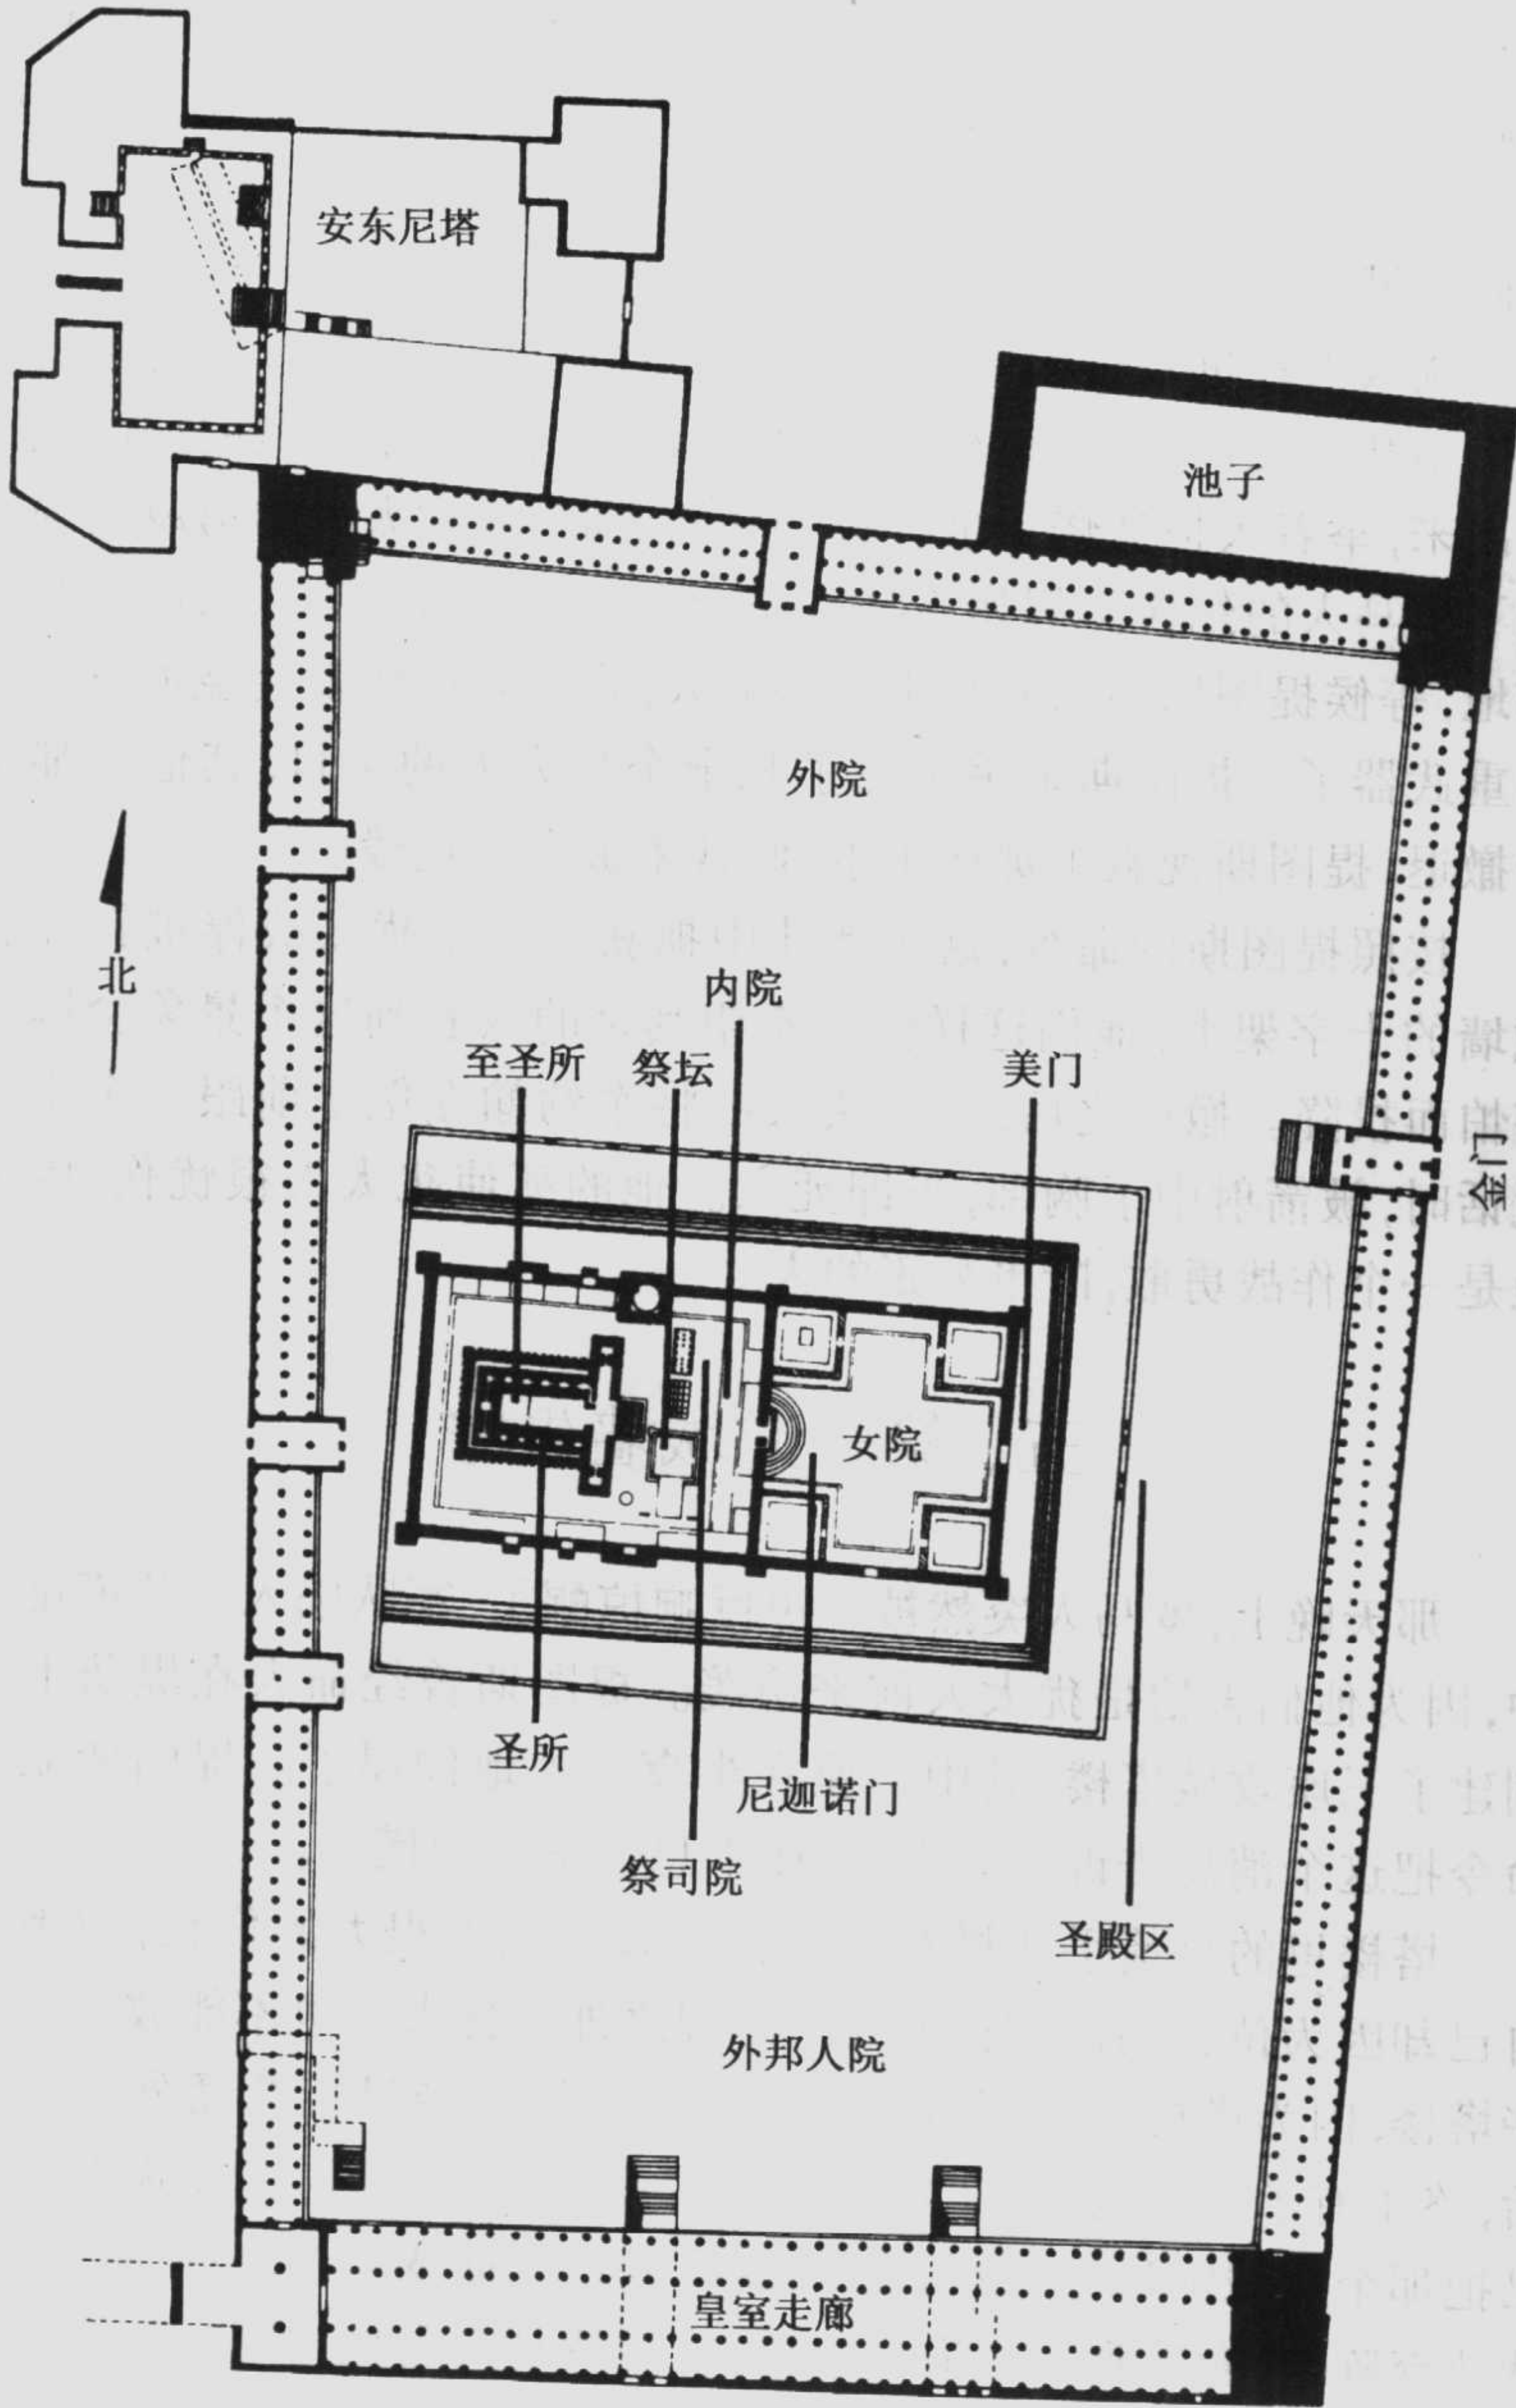 安东尼塔
池子
外院
北
内院
至圣所
祭坛
美门
金门
女院
圣所
尼迦诺门
祭司院
圣殿区
外邦人院
皇室走廊